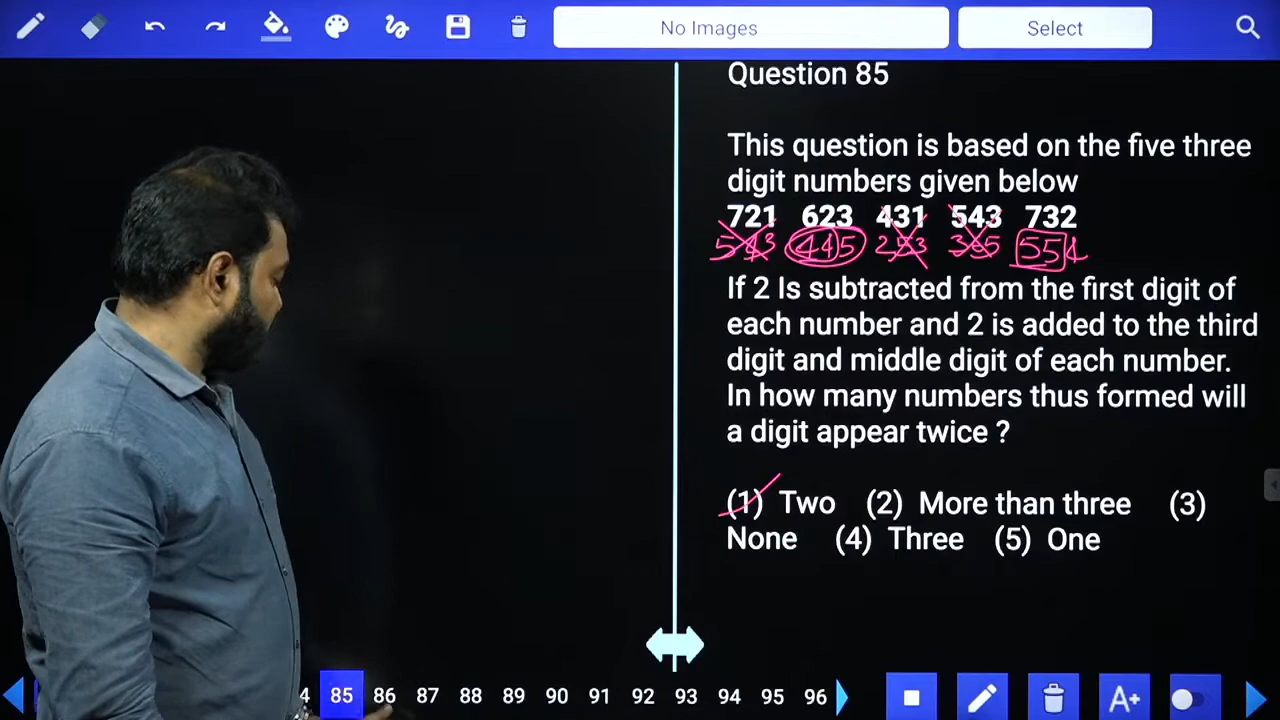 No Images
Select
Question 85
This question is based on the five three
digit numbers given below
721 623 431 543 732
543 445 253 365 554
If 2 Is subtracted from the first digit of
each number and 2 is added to the third
digit and middle digit of each number.
In how many numbers thus formed will
a digit appear twice ?
(1) Two (2) More than three (3)
None (4) Three (5) One
4 85 86 87 88 89 90 91 92 93 94 95 96
A+